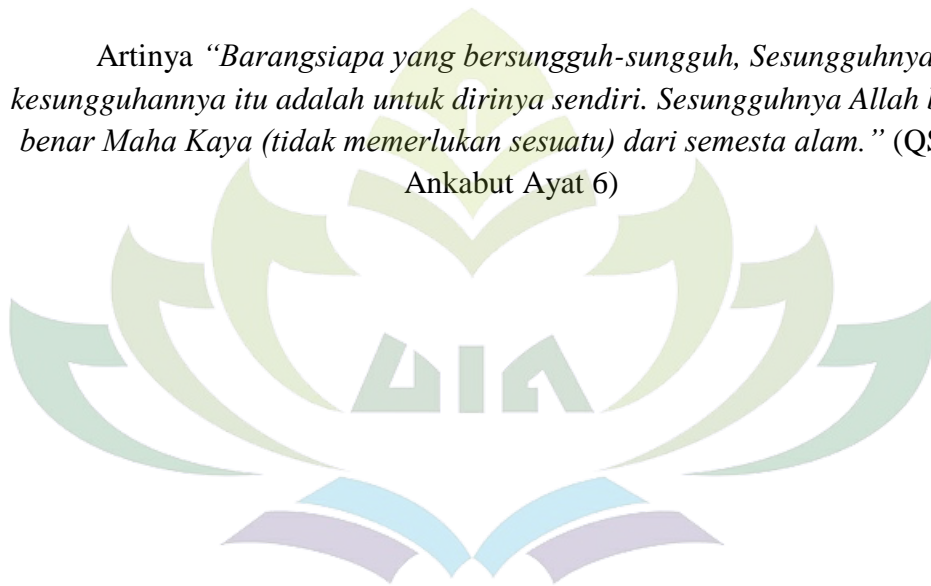 Artinya “Barangsiapa yang bersungguh-sungguh, Sesungguhnya
kesungguhannya itu adalah untuk dirinya sendiri. Sesungguhnya Allah
benar Maha Kaya (tidak memerlukan sesuatu) dari semesta alam.” (QS
Ankabut Ayat 6)
UIN